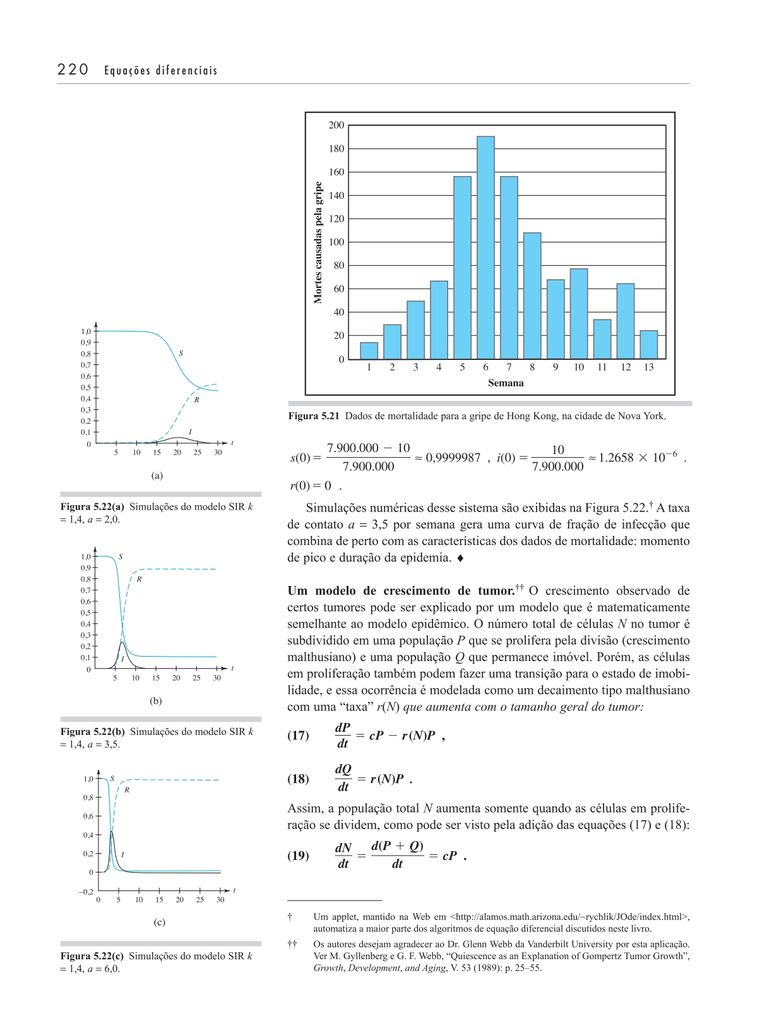 220 Equações diferenciais
200
180
160
140
120
100
80
60
40
20
0
Mortes causadas pela gripe
1 2 3 4 5 6 7 8 9 10 11 12 13
Semana
Figura 5.21 Dados de mortalidade para a gripe de Hong Kong, na cidade de Nova York.
1,0
0,9
0,8
0,7
0,6
0,5
0,4
0,3
0,2
0,1
0
S
R
I
t
5 10 15 20 25 30
(a)
Figura 5.22(a) Simulações do modelo SIR k
= 1,4, a = 2,0.
1,0
0,9
0,8
0,7
0,6
0,5
0,4
0,3
0,2
0,1
0
S
R
I
t
5 10 15 20 25 30
(b)
Figura 5.22(b) Simulações do modelo SIR k
= 1,4, a = 3,5.
1,0
0,8
0,6
0,4
0,2
0
–0,2
S
R
I
t
0 5 10 15 20 25 30
(c)
Figura 5.22(c) Simulações do modelo SIR k
= 1,4, a = 6,0.
s(0) = (7.900.000 − 10)/7.900.000 ≈ 0,9999987 , i(0) = 10/7.900.000 ≈ 1.2658 × 10⁻⁶ .
r(0) = 0 .
Simulações numéricas desse sistema são exibidas na Figura 5.22.† A taxa
de contato a = 3,5 por semana gera uma curva de fração de infecção que
combina de perto com as características dos dados de mortalidade: momento
de pico e duração da epidemia. ♦
Um modelo de crescimento de tumor.†† O crescimento observado de
certos tumores pode ser explicado por um modelo que é matematicamente
semelhante ao modelo epidêmico. O número total de células N no tumor é
subdividido em uma população P que se prolifera pela divisão (crescimento
malthusiano) e uma população Q que permanece imóvel. Porém, as células
em proliferação também podem fazer uma transição para o estado de imobi-
lidade, e essa ocorrência é modelada como um decaimento tipo malthusiano
com uma “taxa” r(N) que aumenta com o tamanho geral do tumor:
(17) dP/dt = cP − r(N)P ,
(18) dQ/dt = r(N)P .
Assim, a população total N aumenta somente quando as células em prolife-
ração se dividem, como pode ser visto pela adição das equações (17) e (18):
(19) dN/dt = d(P + Q)/dt = cP .
† Um applet, mantido na Web em <http://alamos.math.arizona.edu/~rychlik/JOde/index.html>,
automatiza a maior parte dos algoritmos de equação diferencial discutidos neste livro.
†† Os autores desejam agradecer ao Dr. Glenn Webb da Vanderbilt University por esta aplicação.
Ver M. Gyllenberg e G. F. Webb, “Quiescence as an Explanation of Gompertz Tumor Growth”,
Growth, Development, and Aging, V. 53 (1989): p. 25–55.